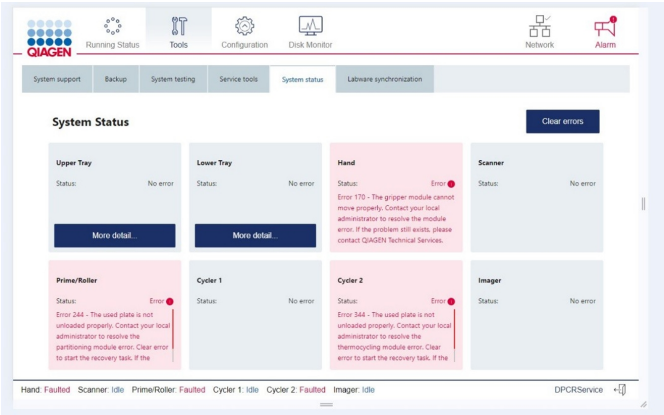 QIAGEN
Running Status
Tools
Configuration
Disk Monitor
Network
Alarm
System support
Backup
System testing
Service tools
System status
Labware synchronization
System Status
Clear errors
Upper Tray
Status: No error
More detail...
Lower Tray
Status: No error
More detail...
Hand
Status: Error
Error 170 - The gripper module cannot
move properly. Contact your local
administrator to resolve the module
error. If the problem still exists, please
contact QIAGEN Technical Services.
Scanner
Status: No error
Prime/Roller
Status: Error
Error 244 - The used plate is not
unloaded properly. Contact your local
administrator to resolve the
partitioning module error. Clear error
to start the recovery task. If the
Cycler 1
Status: No error
Cycler 2
Status: Error
Error 344 - The used plate is not
unloaded properly. Contact your local
administrator to resolve the
thermocycling module error. Clear
error to start the recovery task. If the
Imager
Status: No error
Hand: Faulted Scanner: Idle Prime/Roller: Faulted Cycler 1: Idle Cycler 2: Faulted Imager: Idle DPCRService